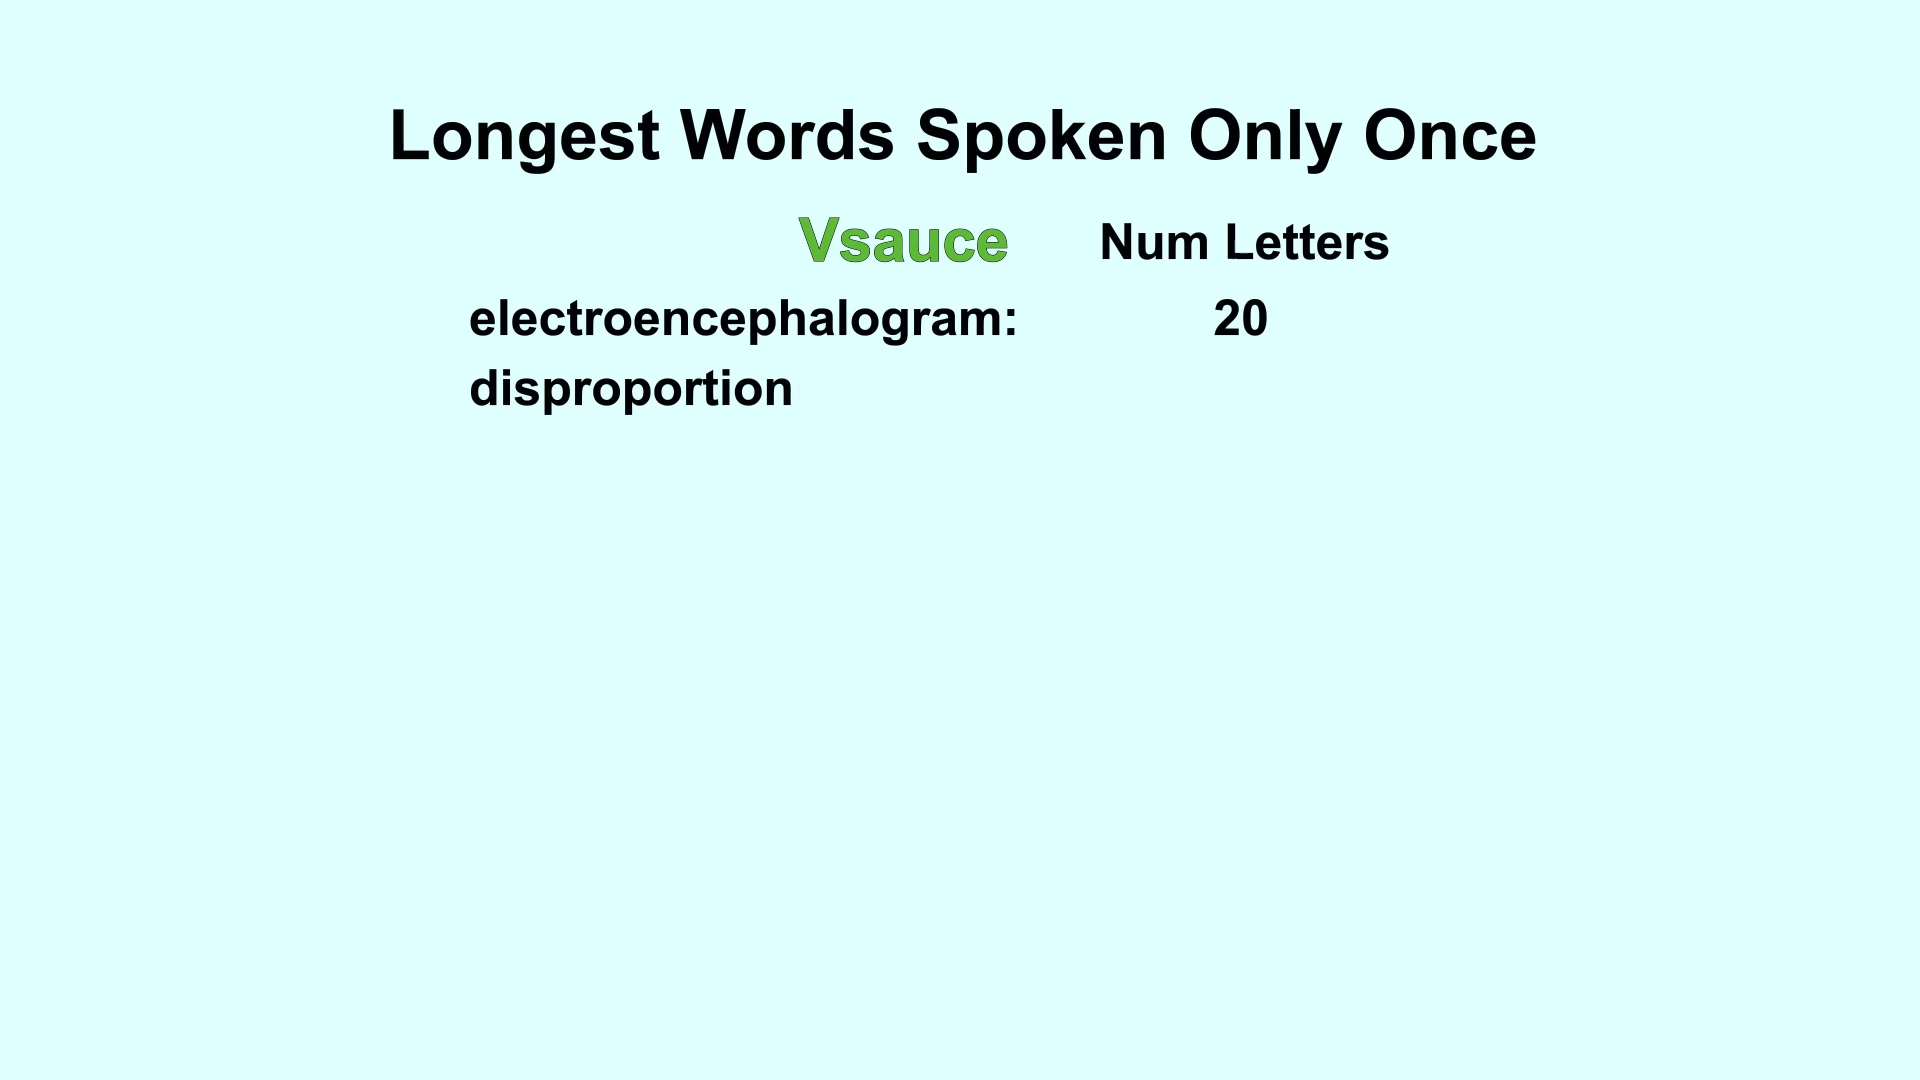 Longest Words Spoken Only Once
Vsauce Num Letters
electroencephalogram: 20
disproportion